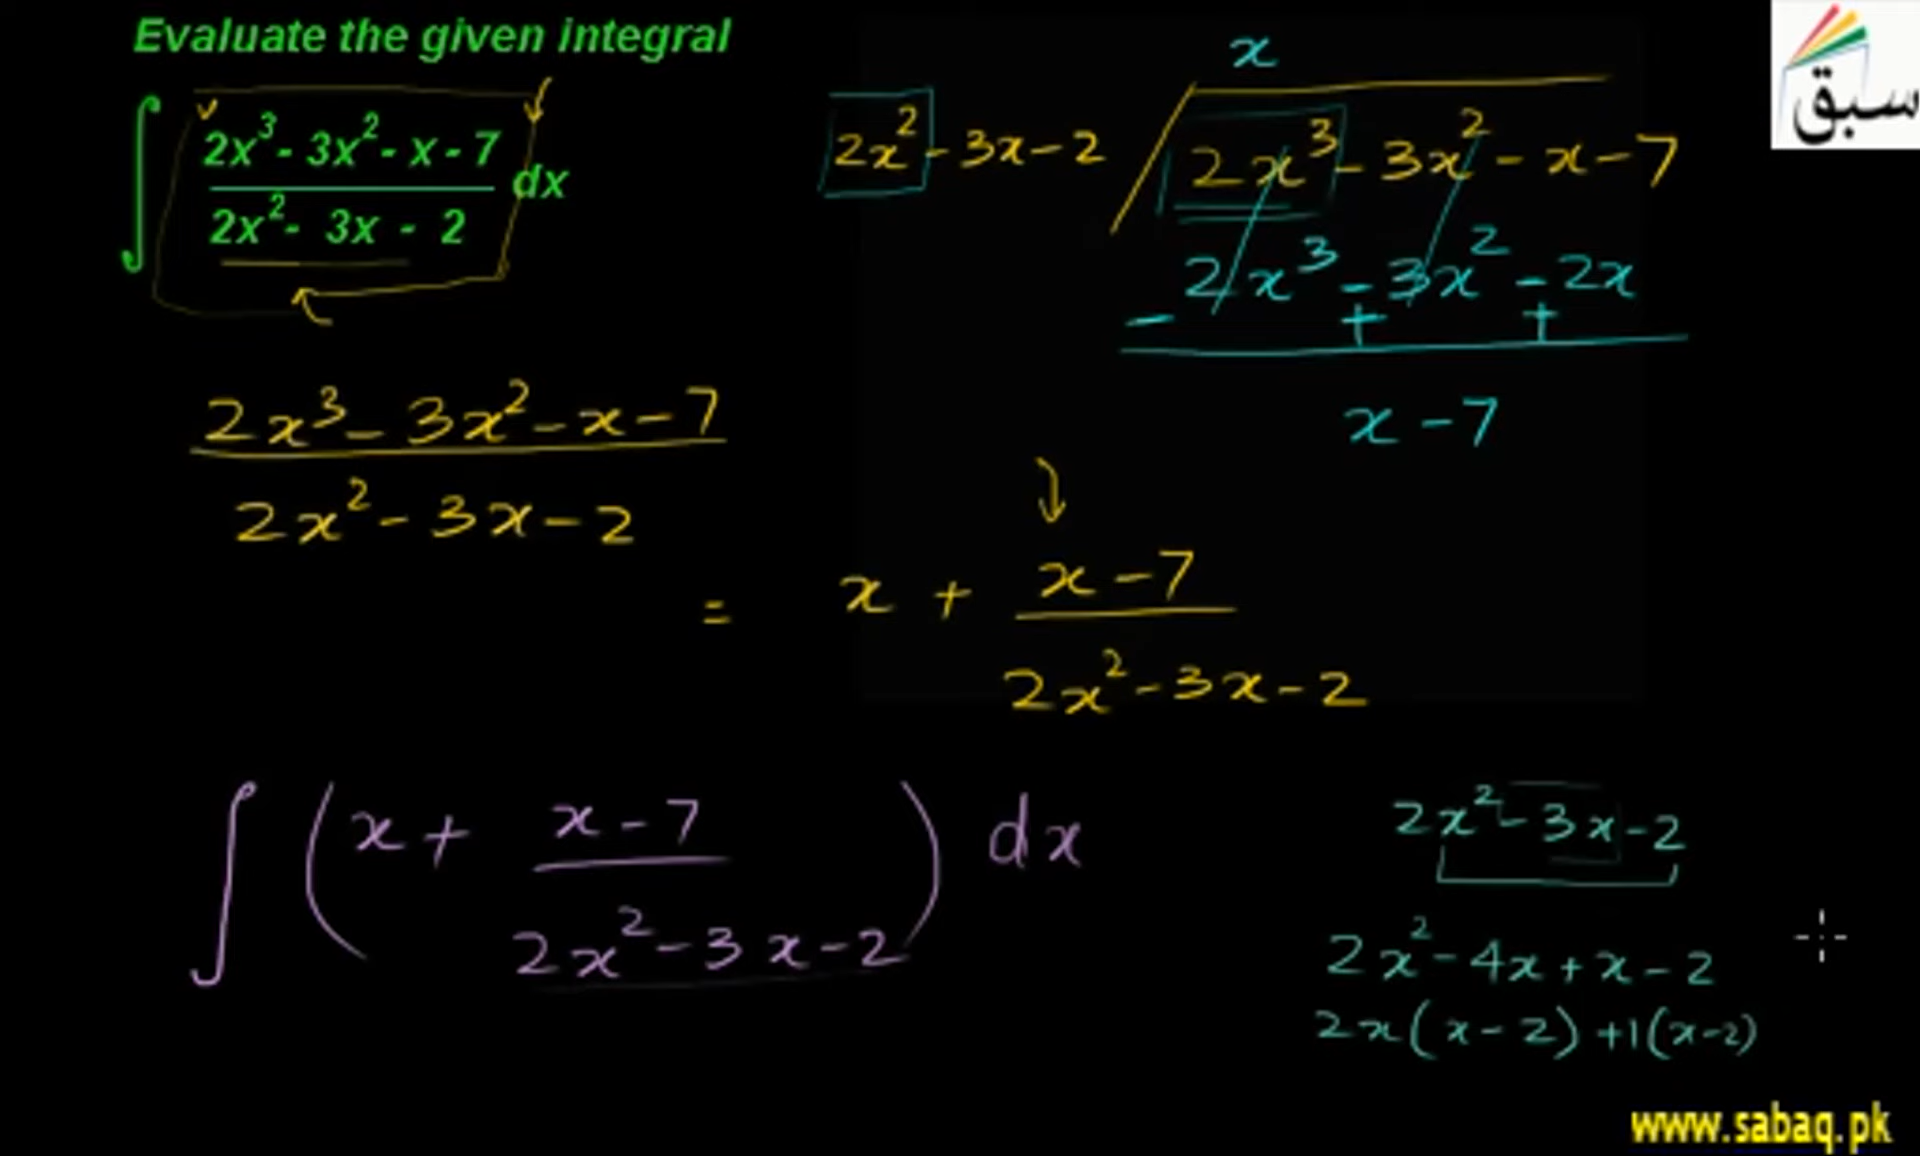 Evaluate the given integral
∫ (2x³ - 3x² - x - 7)/(2x² - 3x - 2) dx
x
2x² - 3x - 2 ) 2x³ - 3x² - x - 7
2x³ - 3x² - 2x
- + +
x - 7
سبق
(2x³ - 3x² - x - 7)/(2x² - 3x - 2)
= x + (x - 7)/(2x² - 3x - 2)
∫ (x + (x - 7)/(2x² - 3x - 2)) dx
2x² - 3x - 2
2x² - 4x + x - 2
2x(x - 2) + 1(x - 2)
www.sabaq.pk